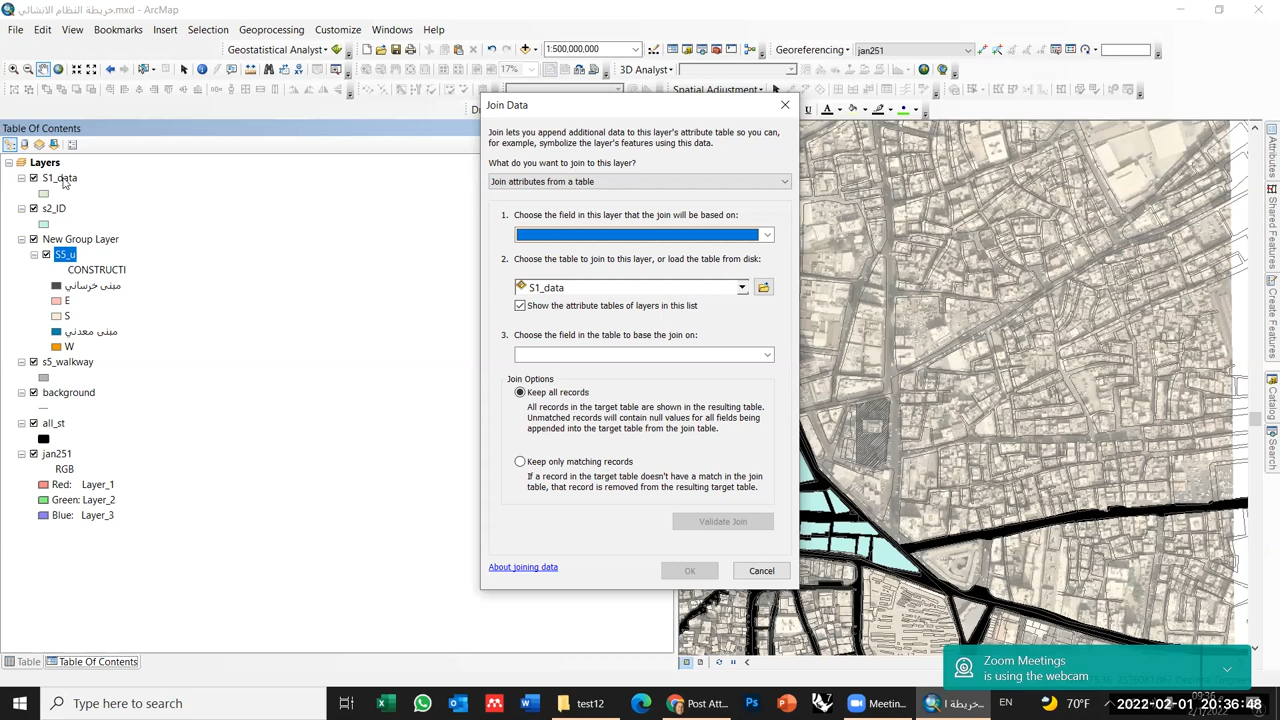 خريطة النظام الانشائي.mxd - ArcMap
File Edit View Bookmarks Insert Selection Geoprocessing Customize Windows Help
Geostatistical Analyst 1:500,000,000 Georeferencing jan251
17% 3D Analyst
Spatial Adjustment
Table Of Contents
Layers
S1_data
s2_ID
New Group Layer
S5_u
CONSTRUCTI
مبنى خرساني
E
S
مبنى معدني
W
s5_walkway
background
all_st
jan251
RGB
Red: Layer_1
Green: Layer_2
Blue: Layer_3
Table Table Of Contents
Join Data
Join lets you append additional data to this layer's attribute table so you can,
for example, symbolize the layer's features using this data.
What do you want to join to this layer?
Join attributes from a table
1. Choose the field in this layer that the join will be based on:
2. Choose the table to join to this layer, or load the table from disk:
S1_data
Show the attribute tables of layers in this list
3. Choose the field in the table to base the join on:
Join Options
Keep all records
All records in the target table are shown in the resulting table.
Unmatched records will contain null values for all fields being
appended into the target table from the join table.
Keep only matching records
If a record in the target table doesn't have a match in the join
table, that record is removed from the resulting target table.
Validate Join
About joining data
OK Cancel
Attributes
Shared Features
Create Features
Catalog
Search
Zoom Meetings
is using the webcam
Type here to search
test12
Post Att...
Meetin...
خريطة ا...
70°F
EN
2022-02-01 20:36:48